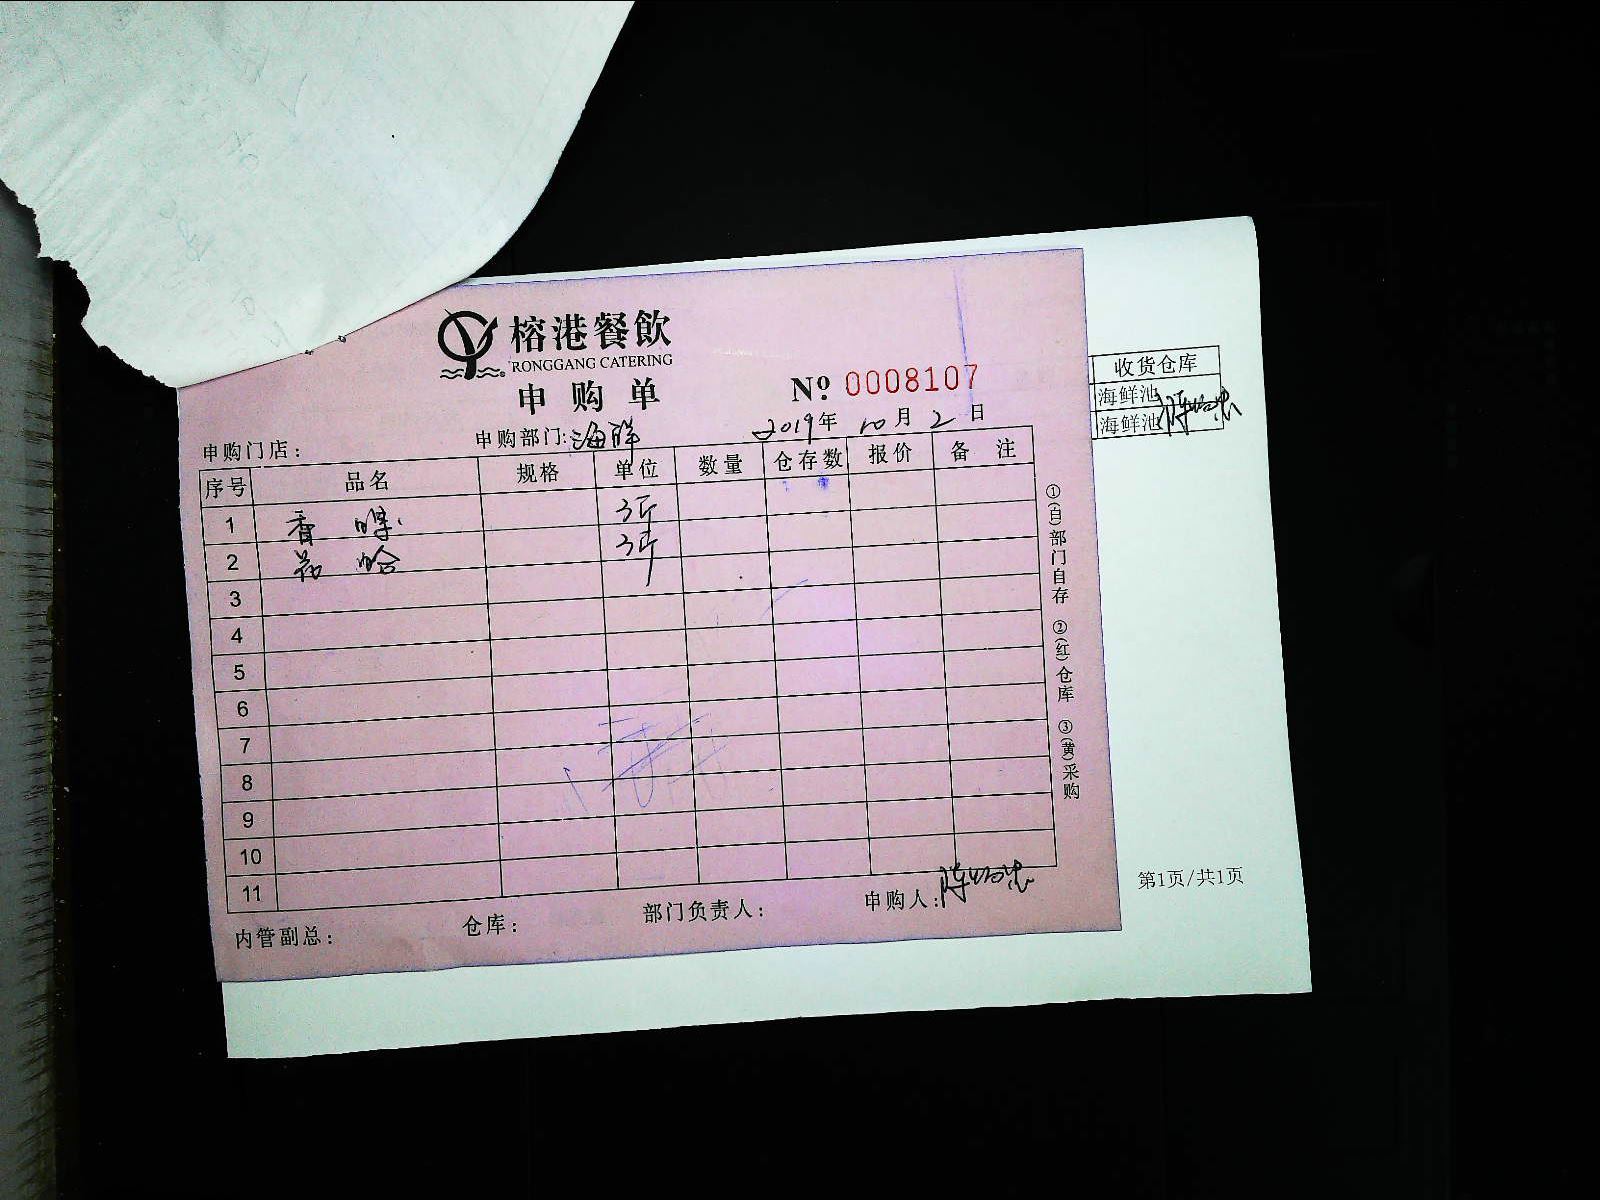 榕港餐飲
RONGGANG CATERING
申购单
№ 0008107
申购门店：
申购部门:海鲜
2019年 10月 2日
序号 品名 规格 单位 数量 仓存数 报价 备注
1 香螺 3斤
2 花哈 3斤
3
4
5
6
7
8
9
10
11
内管副总：
仓库：
部门负责人：
申购人:
①(白)部门自存 ②(红)仓库 ③(黄)采购
收货仓库
海鲜池
海鲜池
第1页/共1页